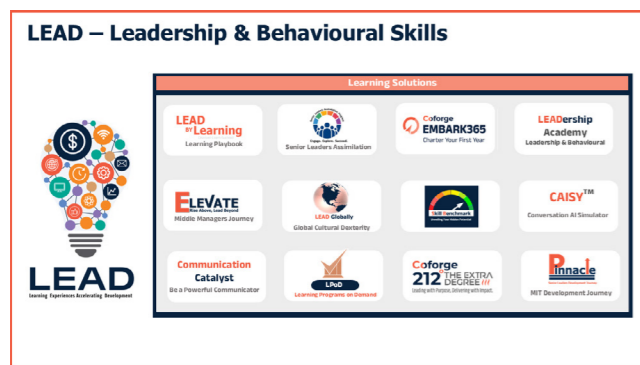 LEAD – Leadership & Behavioural Skills
Learning Solutions
LEAD
BY Learning
Learning Playbook
Engage. Explore. Succeed.
Senior Leaders Assimilation
Coforge
EMBARK365
Charter Your First Year
LEADership
Academy
Leadership & Behavioural
ELEVATE
Rise Above, Lead Beyond
Middle Managers Journey
LEAD Globally
Global Cultural Dexterity
Skill Benchmark
CAISY™
Conversation AI Simulator
Communication
Catalyst
Be a Powerful Communicator
LPoD
Learning Programs on Demand
Coforge
212° THE EXTRA
DEGREE
Leading with Purpose, Delivering with Impact.
Pinnacle
MIT Development Journey
LEAD
Learning Experiences Accelerating Development